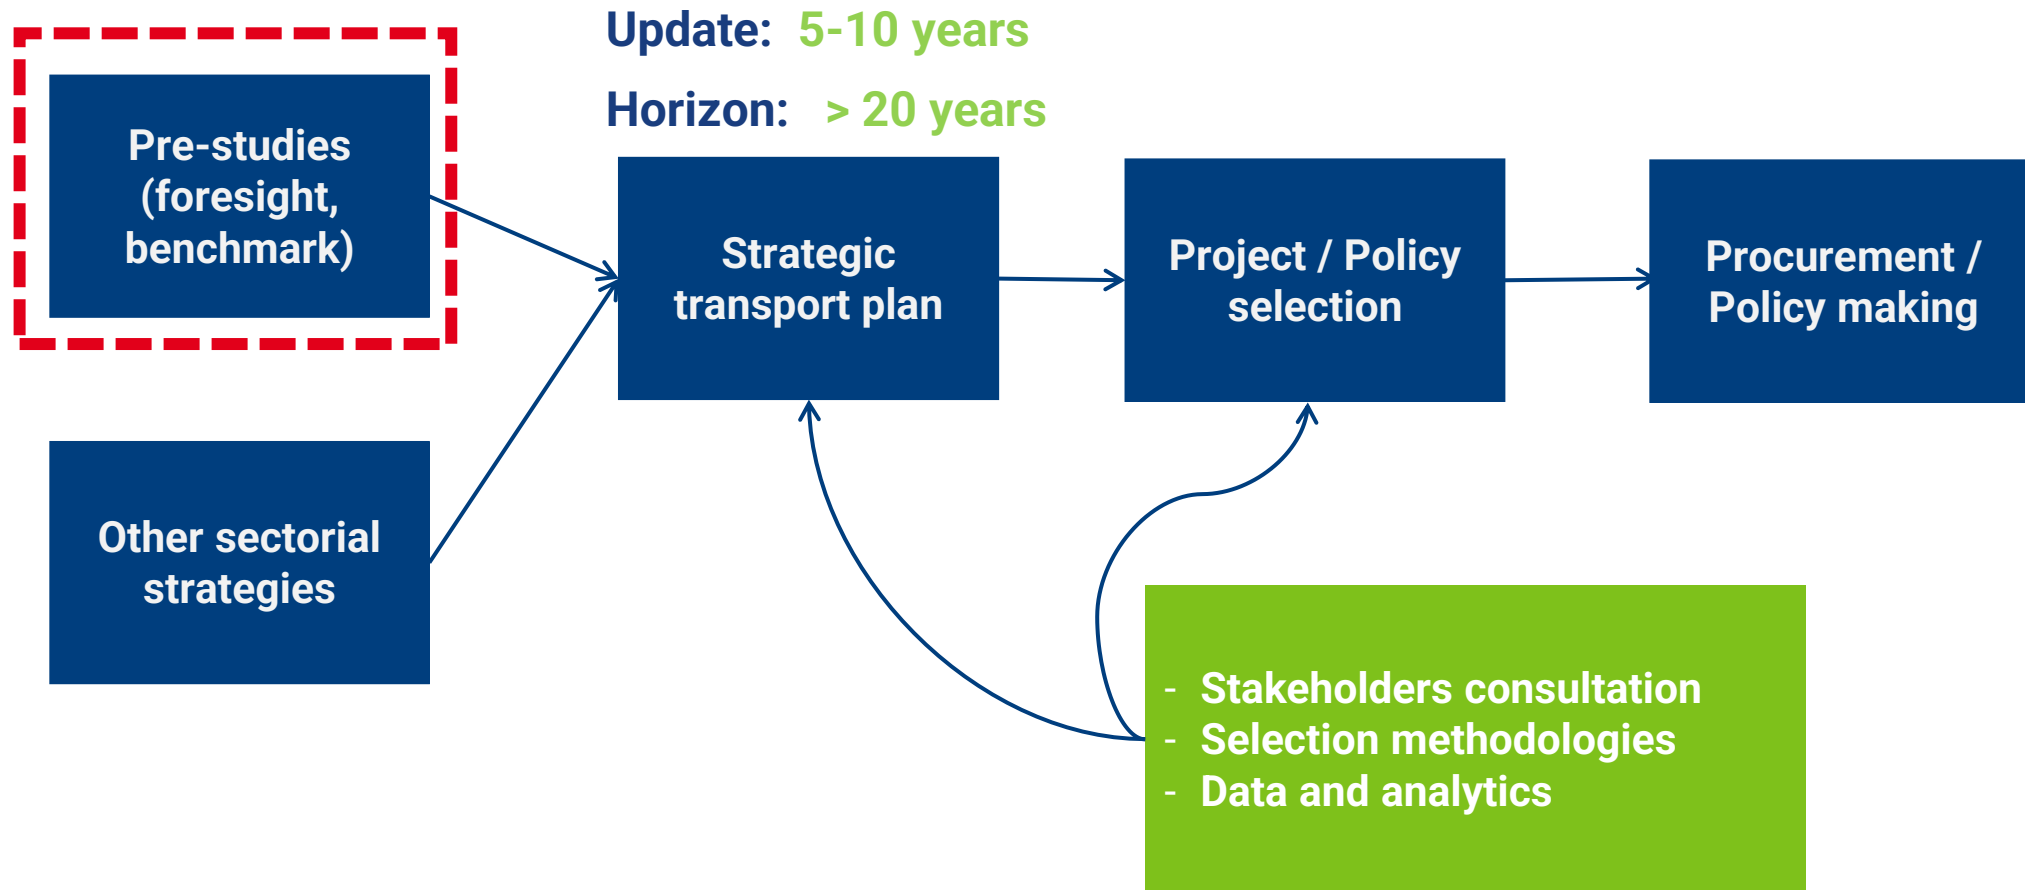 Update: 5-10 years
Horizon: > 20 years
Pre-studies
(foresight,
benchmark)
Strategic
transport plan
Project / Policy
selection
Procurement /
Policy making
Other sectorial
strategies
- Stakeholders consultation
- Selection methodologies
- Data and analytics